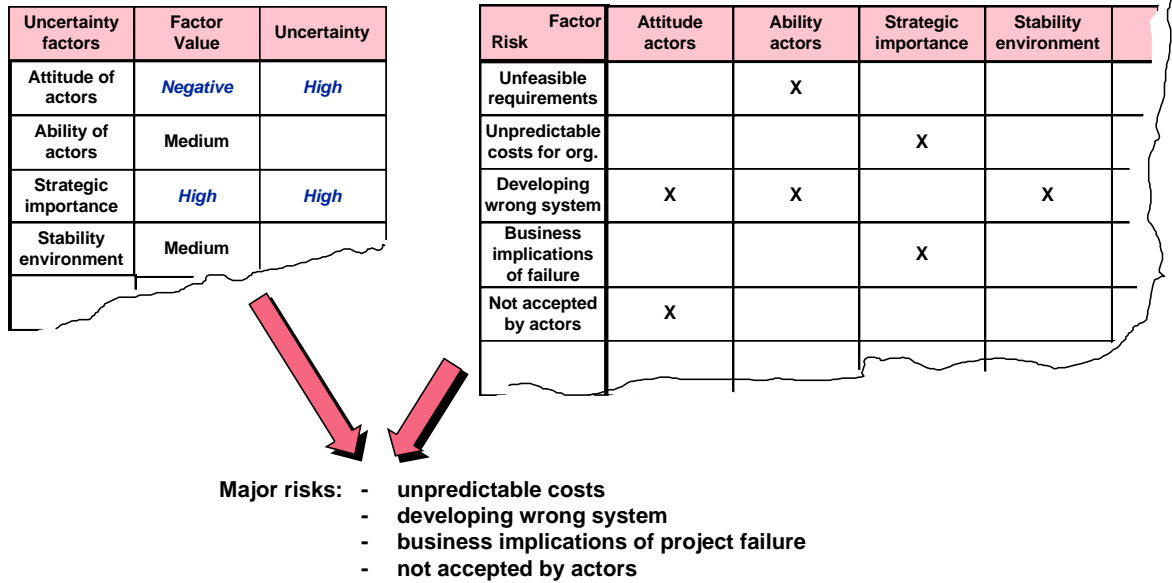 Uncertainty factors
Factor Value
Uncertainty
Attitude of actors
Negative
High
Ability of actors
Medium
Strategic importance
High
High
Stability environment
Medium
Factor
Risk
Attitude actors
Ability actors
Strategic importance
Stability environment
Unfeasible requirements
X
Unpredictable costs for org.
X
Developing wrong system
X
X
X
Business implications of failure
X
Not accepted by actors
X
Major risks: - unpredictable costs
- developing wrong system
- business implications of project failure
- not accepted by actors